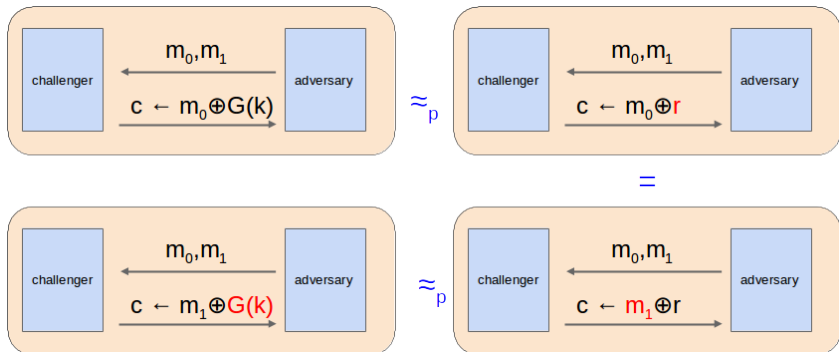 m₀,m₁
challenger
adversary
c ← m₀⊕G(k)
≈p
m₀,m₁
challenger
adversary
c ← m₀⊕r
=
m₀,m₁
challenger
adversary
c ← m₁⊕G(k)
≈p
m₀,m₁
challenger
adversary
c ← m₁⊕r